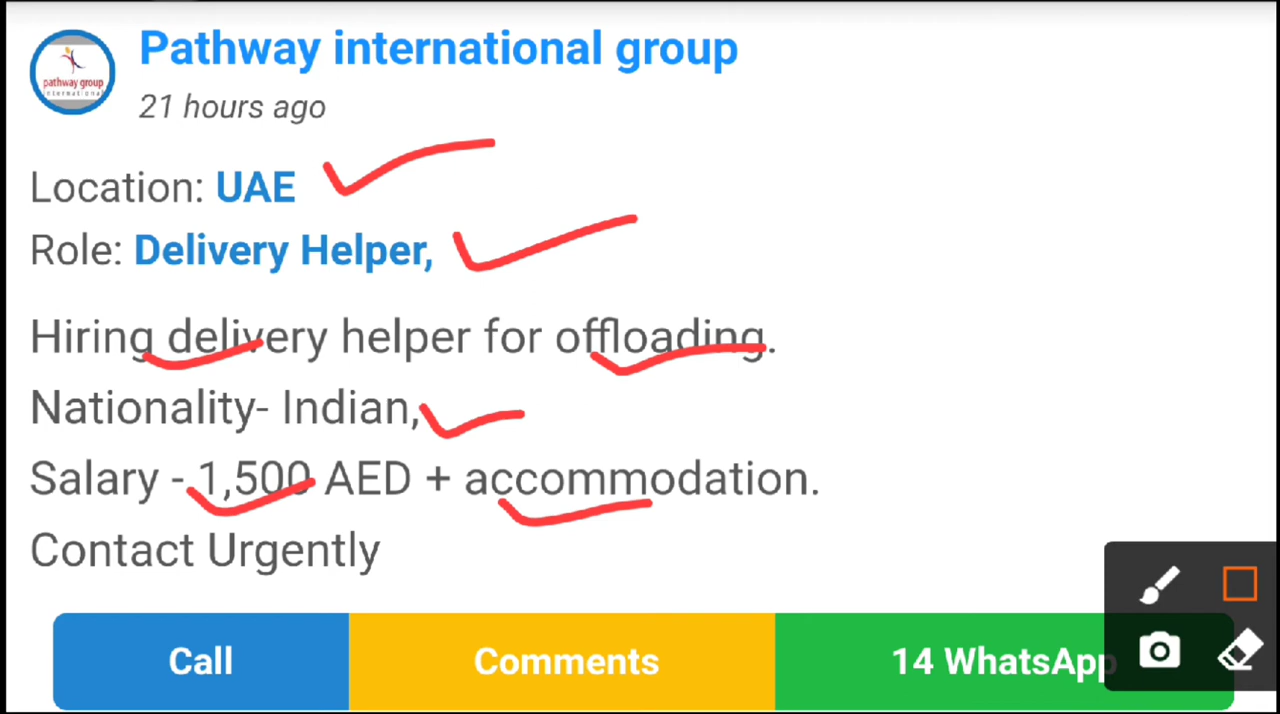 pathway group
international
Pathway international group
21 hours ago
Location: UAE
Role: Delivery Helper,
Hiring delivery helper for offloading.
Nationality- Indian,
Salary - 1,500 AED + accommodation.
Contact Urgently
Call
Comments
14 WhatsApp